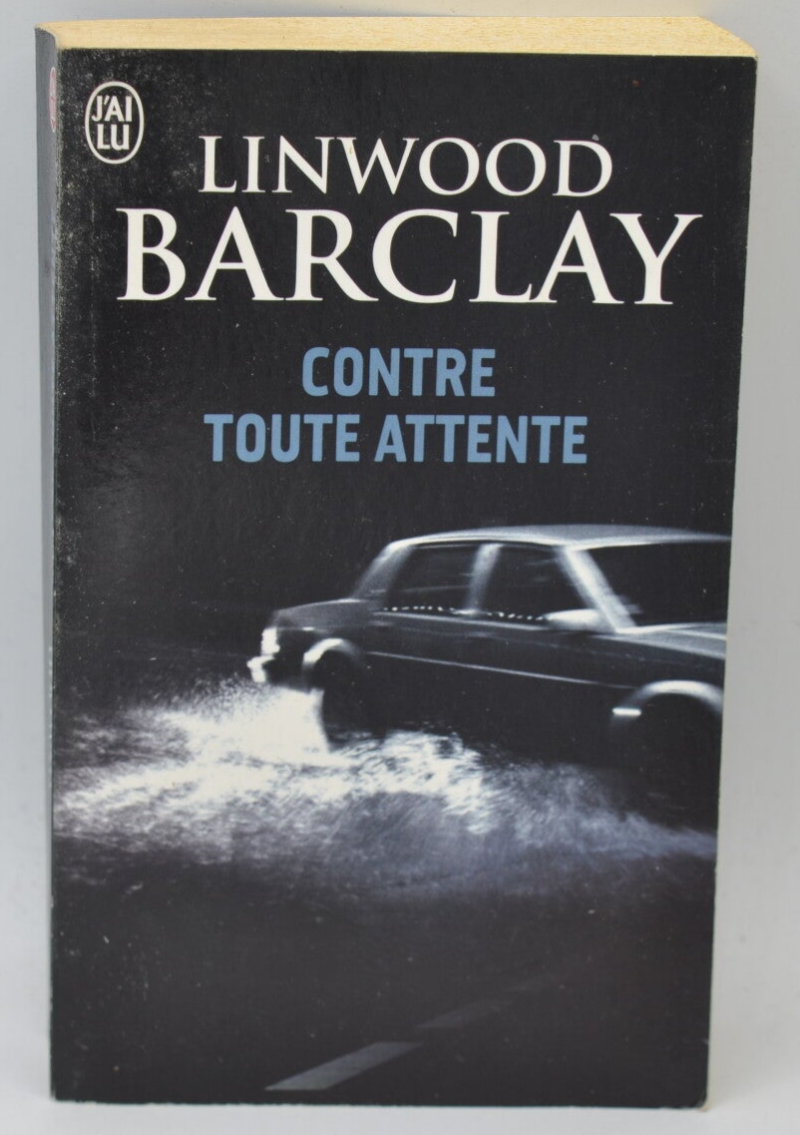 J'AI
LU
LINWOOD
BARCLAY
CONTRE
TOUTE ATTENTE